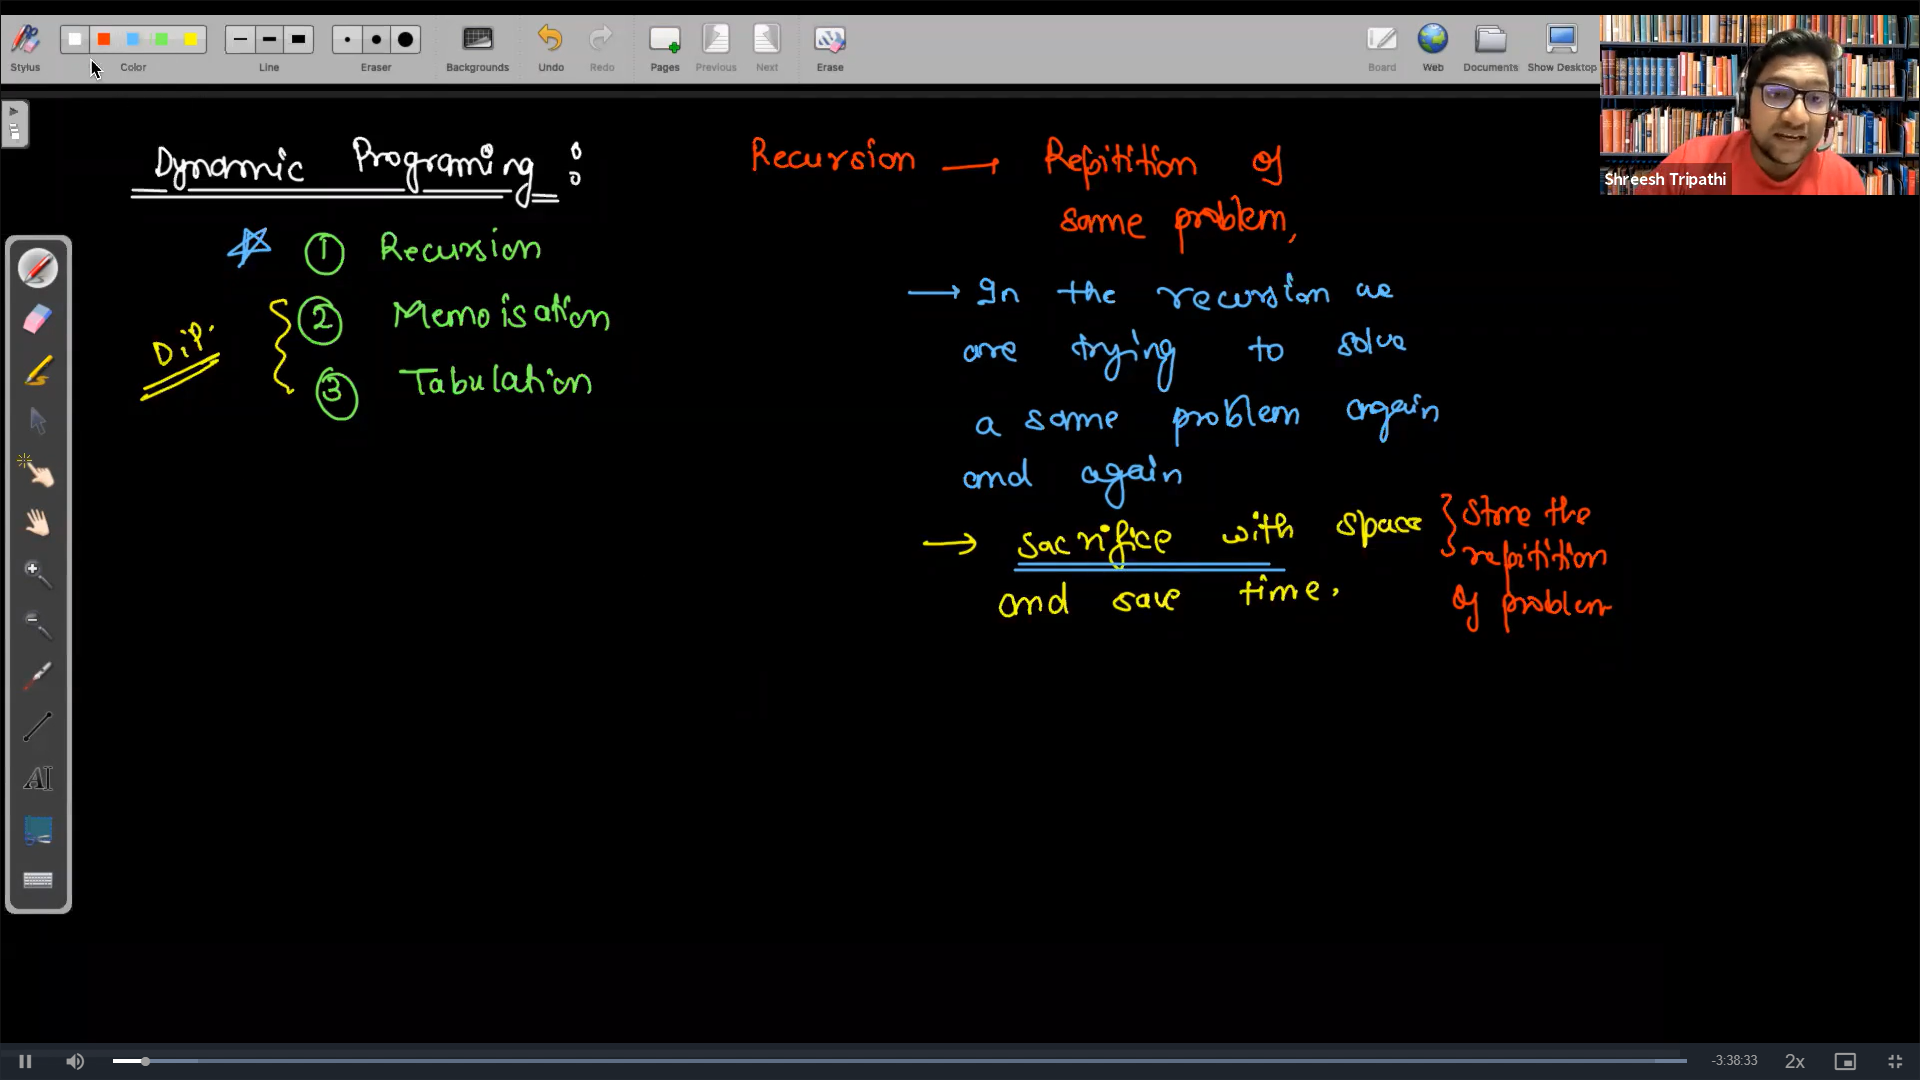 Stylus
Color
Line
Eraser
Backgrounds
Undo
Redo
Pages
Previous
Next
Erase
Board
Web
Documents
Show Desktop
Shreesh Tripathi
Dynamic Programing :
① Recursion
② Memoisation
③ Tabulation
D.P.
Recursion → Repitition of
same problem,
→ In the recursion we
are trying to solve
a same problem again
and again
→ sacrifice with space
and save time.
} Store the
repitition
of problem
AI
-3:38:33
2x